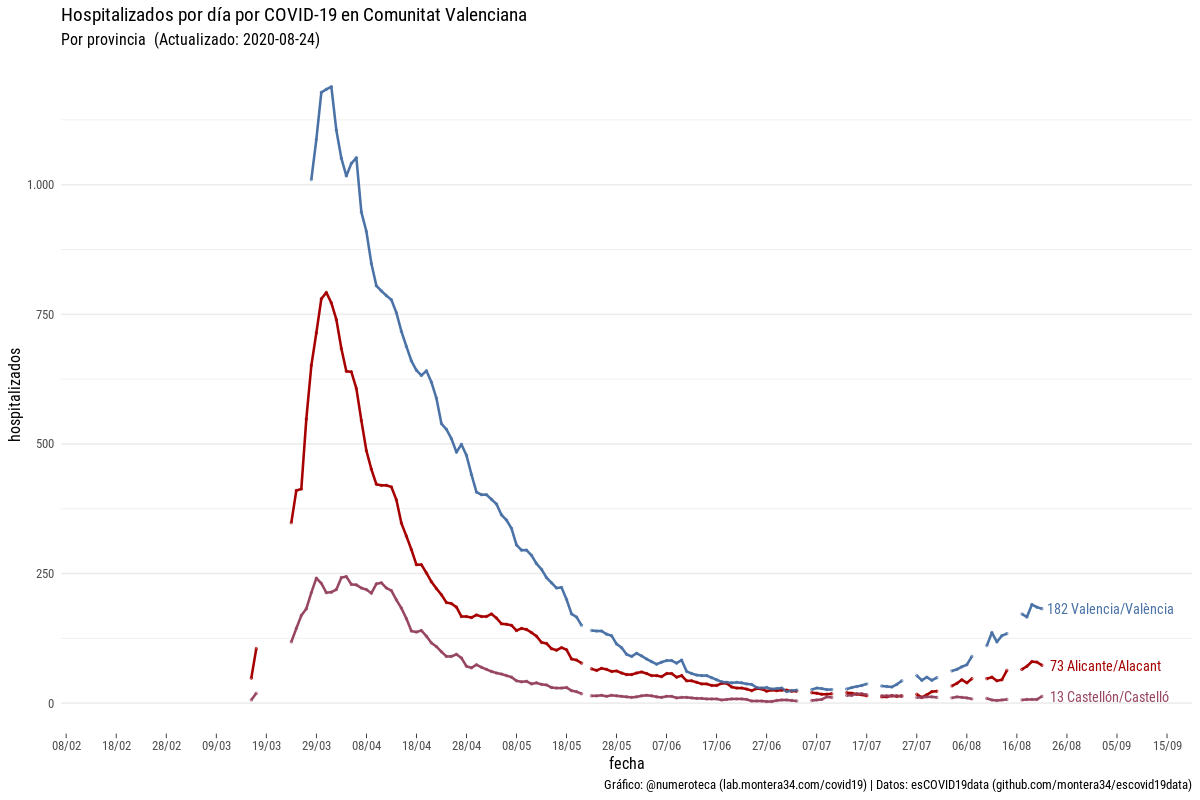 Hospitalizados por día por COVID-19 en Comunitat Valenciana
Por provincia (Actualizado: 2020-08-24)
hospitalizados
1.000
750
500
250
0
182 Valencia/València
73 Alicante/Alacant
13 Castellón/Castelló
08/02 18/02 28/02 09/03 19/03 29/03 08/04 18/04 28/04 08/05 18/05 28/05 07/06 17/06 27/06 07/07 17/07 27/07 06/08 16/08 26/08 05/09 15/09
fecha
Gráfico: @numeroteca (lab.montera34.com/covid19) | Datos: esCOVID19data (github.com/montera34/escovid19data)